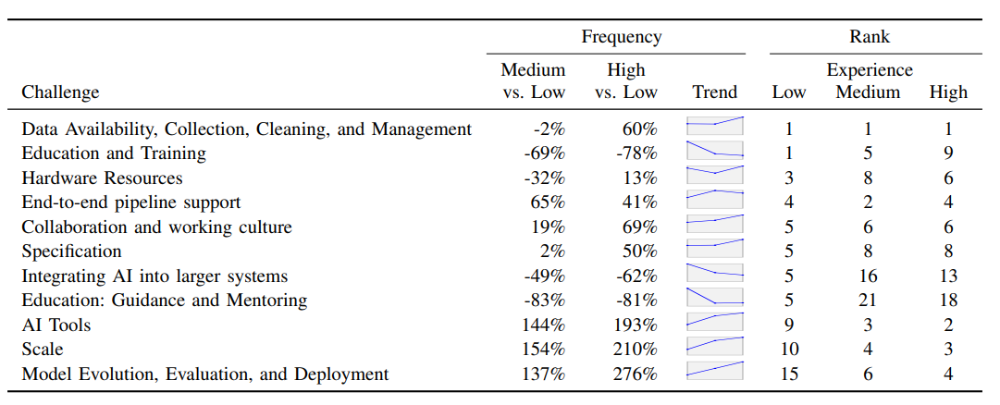 Frequency Rank
Medium High Experience
Challenge vs. Low vs. Low Trend Low Medium High
Data Availability, Collection, Cleaning, and Management -2% 60% 1 1 1
Education and Training -69% -78% 1 5 9
Hardware Resources -32% 13% 3 8 6
End-to-end pipeline support 65% 41% 4 2 4
Collaboration and working culture 19% 69% 5 6 6
Specification 2% 50% 5 8 8
Integrating AI into larger systems -49% -62% 5 16 13
Education: Guidance and Mentoring -83% -81% 5 21 18
AI Tools 144% 193% 9 3 2
Scale 154% 210% 10 4 3
Model Evolution, Evaluation, and Deployment 137% 276% 15 6 4